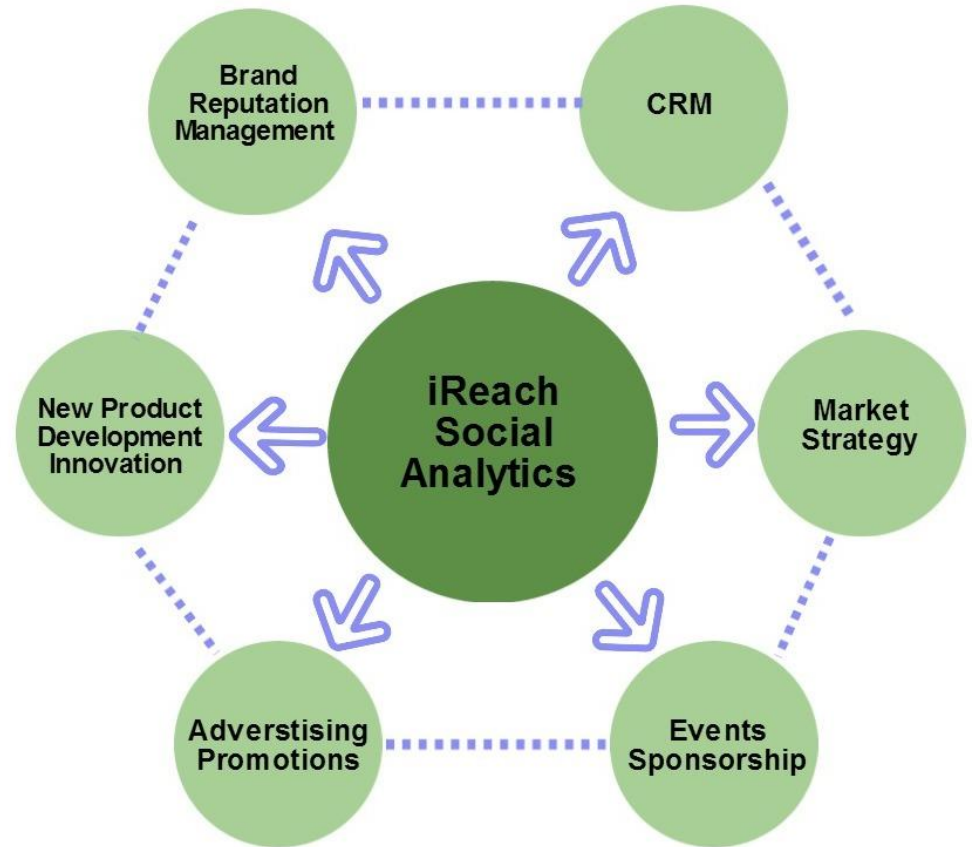 Brand
Reputation
Management
CRM
iReach
Social
Analytics
New Product
Development
Innovation
Market
Strategy
Adverstising
Promotions
Events
Sponsorship